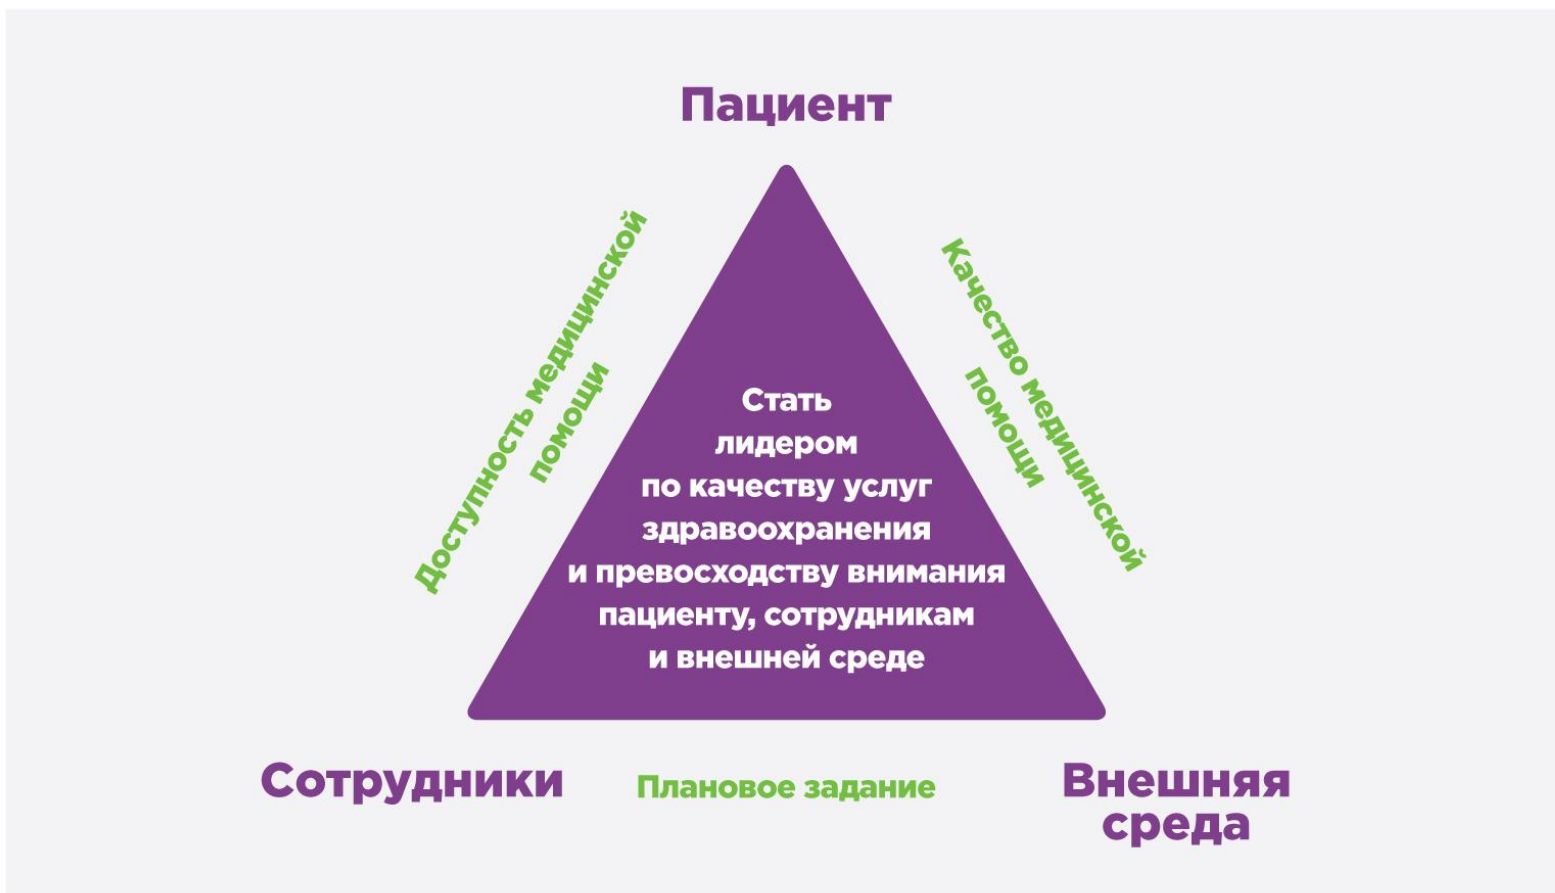 Пациент
Доступность медицинской
помощи
Качество медицинской
помощи
Стать
лидером
по качеству услуг
здравоохранения
и превосходству внимания
пациенту, сотрудникам
и внешней среде
Сотрудники
Плановое задание
Внешняя
среда